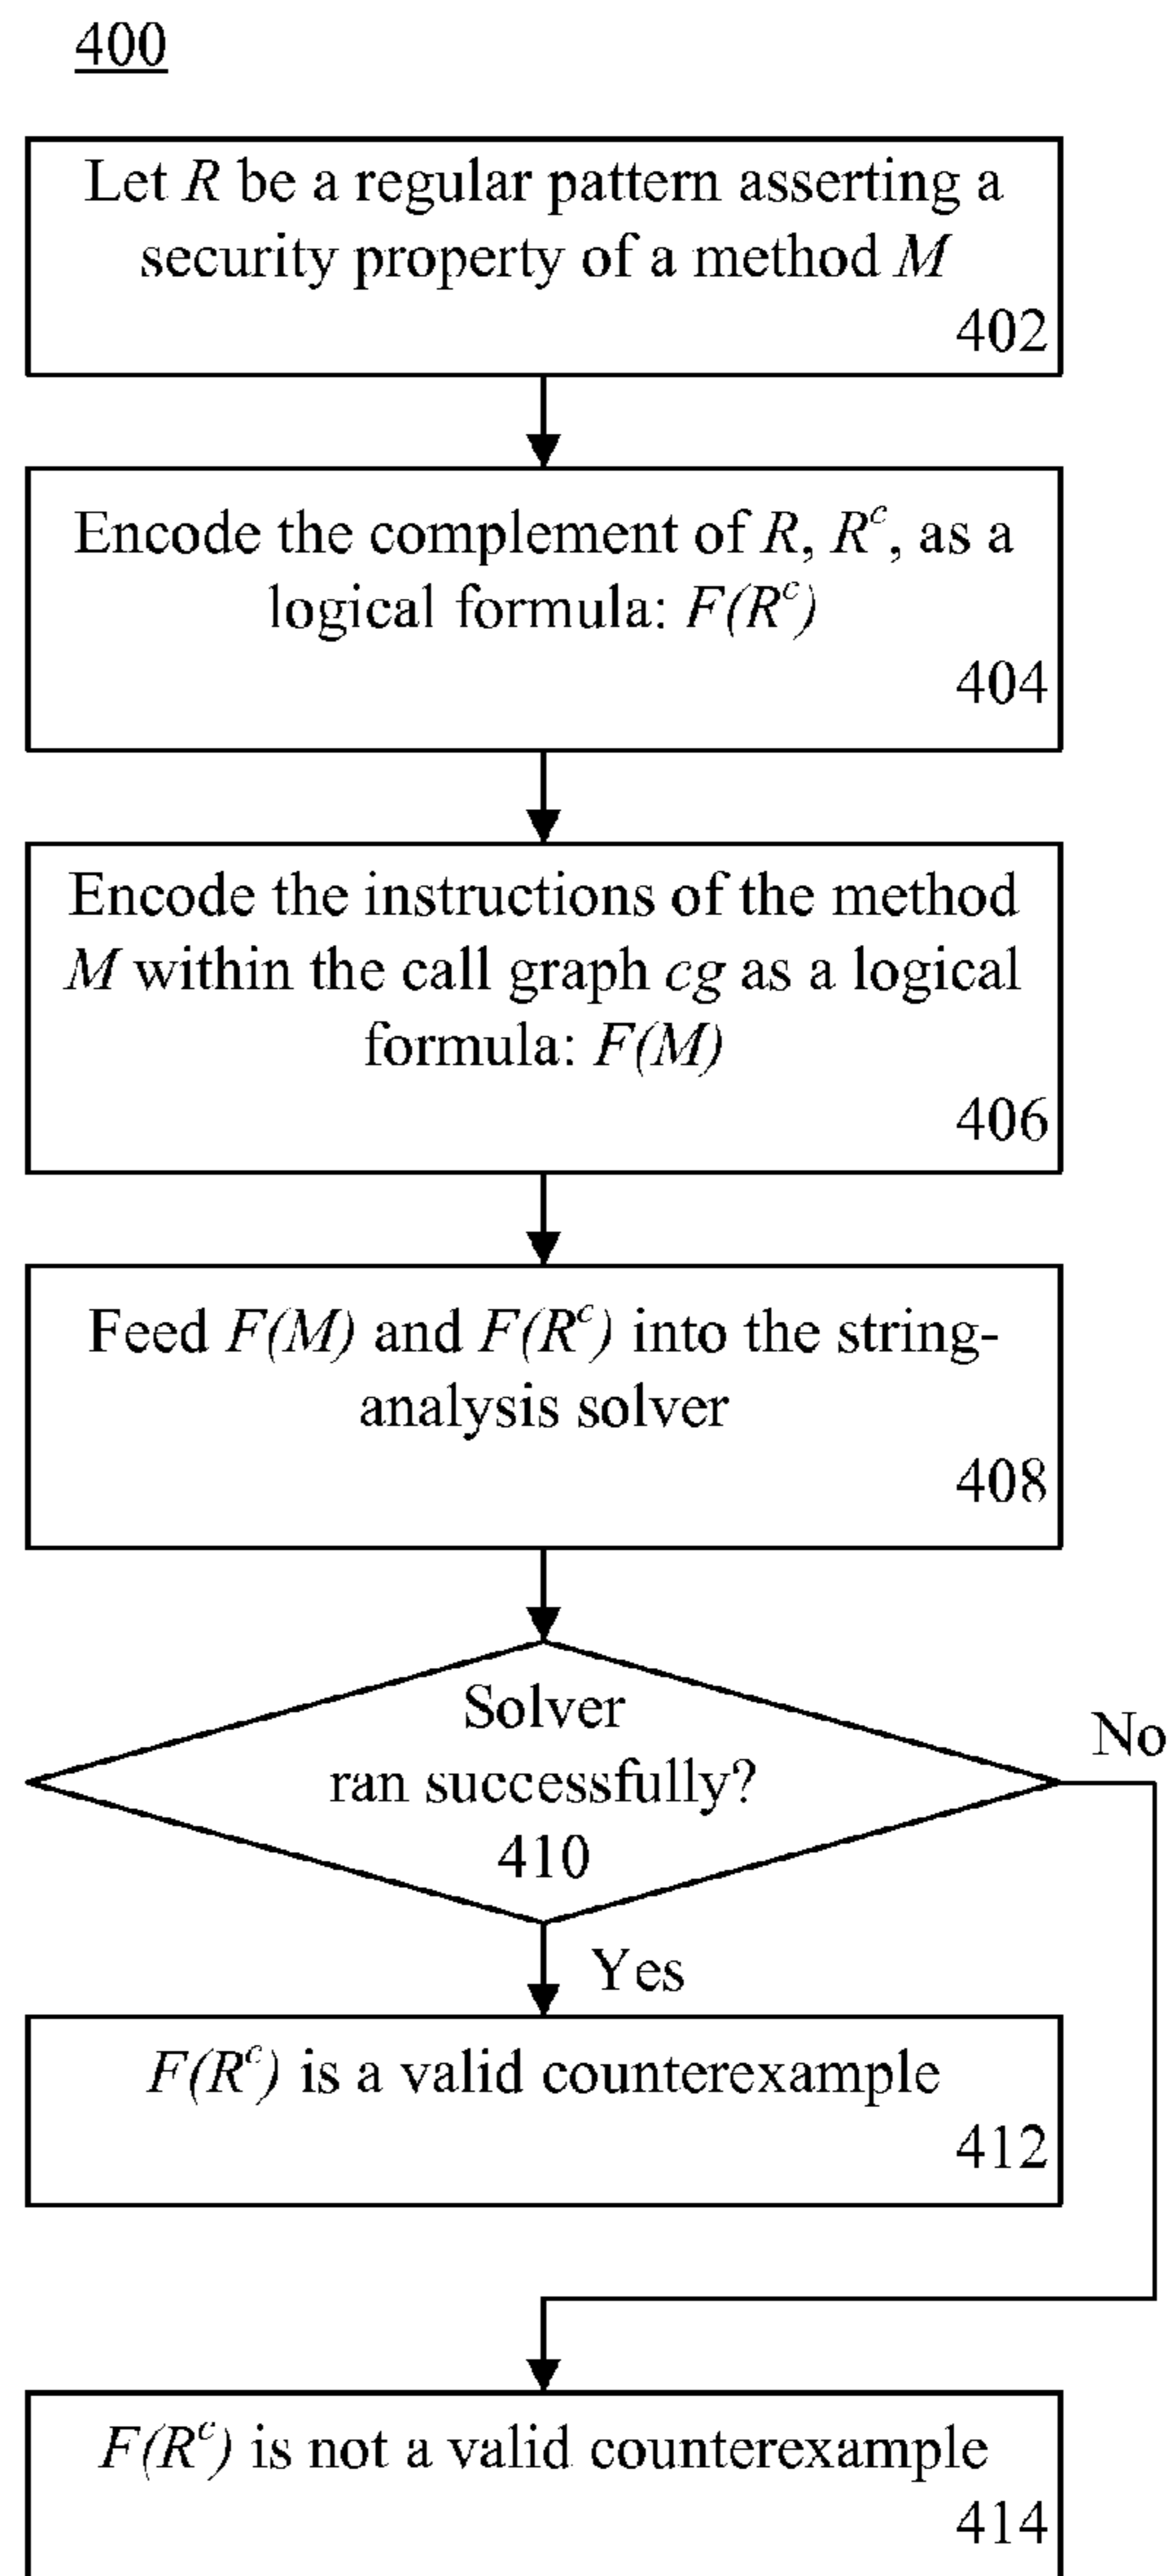 400
Let R be a regular pattern asserting a
security property of a method M
402
Encode the complement of R, Rᶜ, as a
logical formula: F(Rᶜ)
404
Encode the instructions of the method
M within the call graph cg as a logical
formula: F(M)
406
Feed F(M) and F(Rᶜ) into the string-
analysis solver
408
Solver
ran successfully?
410
No
Yes
F(Rᶜ) is a valid counterexample
412
F(Rᶜ) is not a valid counterexample
414